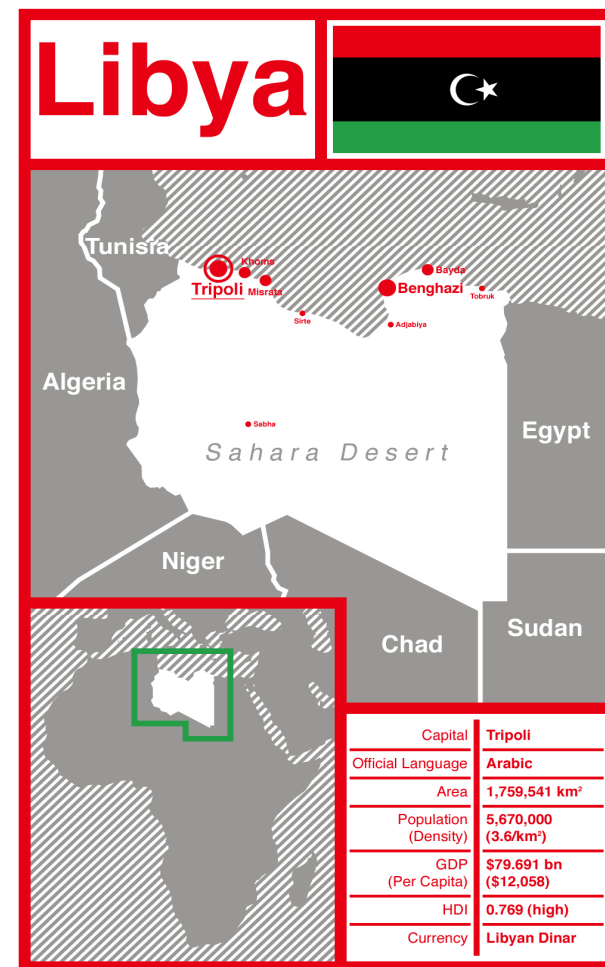 Libya
Tunisia
Khoms
Bayda
Tripoli
Misrata
Benghazi
Tobruk
Sirte
Adjabiya
Algeria
Sabha
Egypt
Sahara Desert
Niger
Sudan
Chad
Capital Tripoli
Official Language Arabic
Area 1,759,541 km²
Population 5,670,000
(Density) (3.6/km²)
GDP $79.691 bn
(Per Capita) ($12,058)
HDI 0.769 (high)
Currency Libyan Dinar